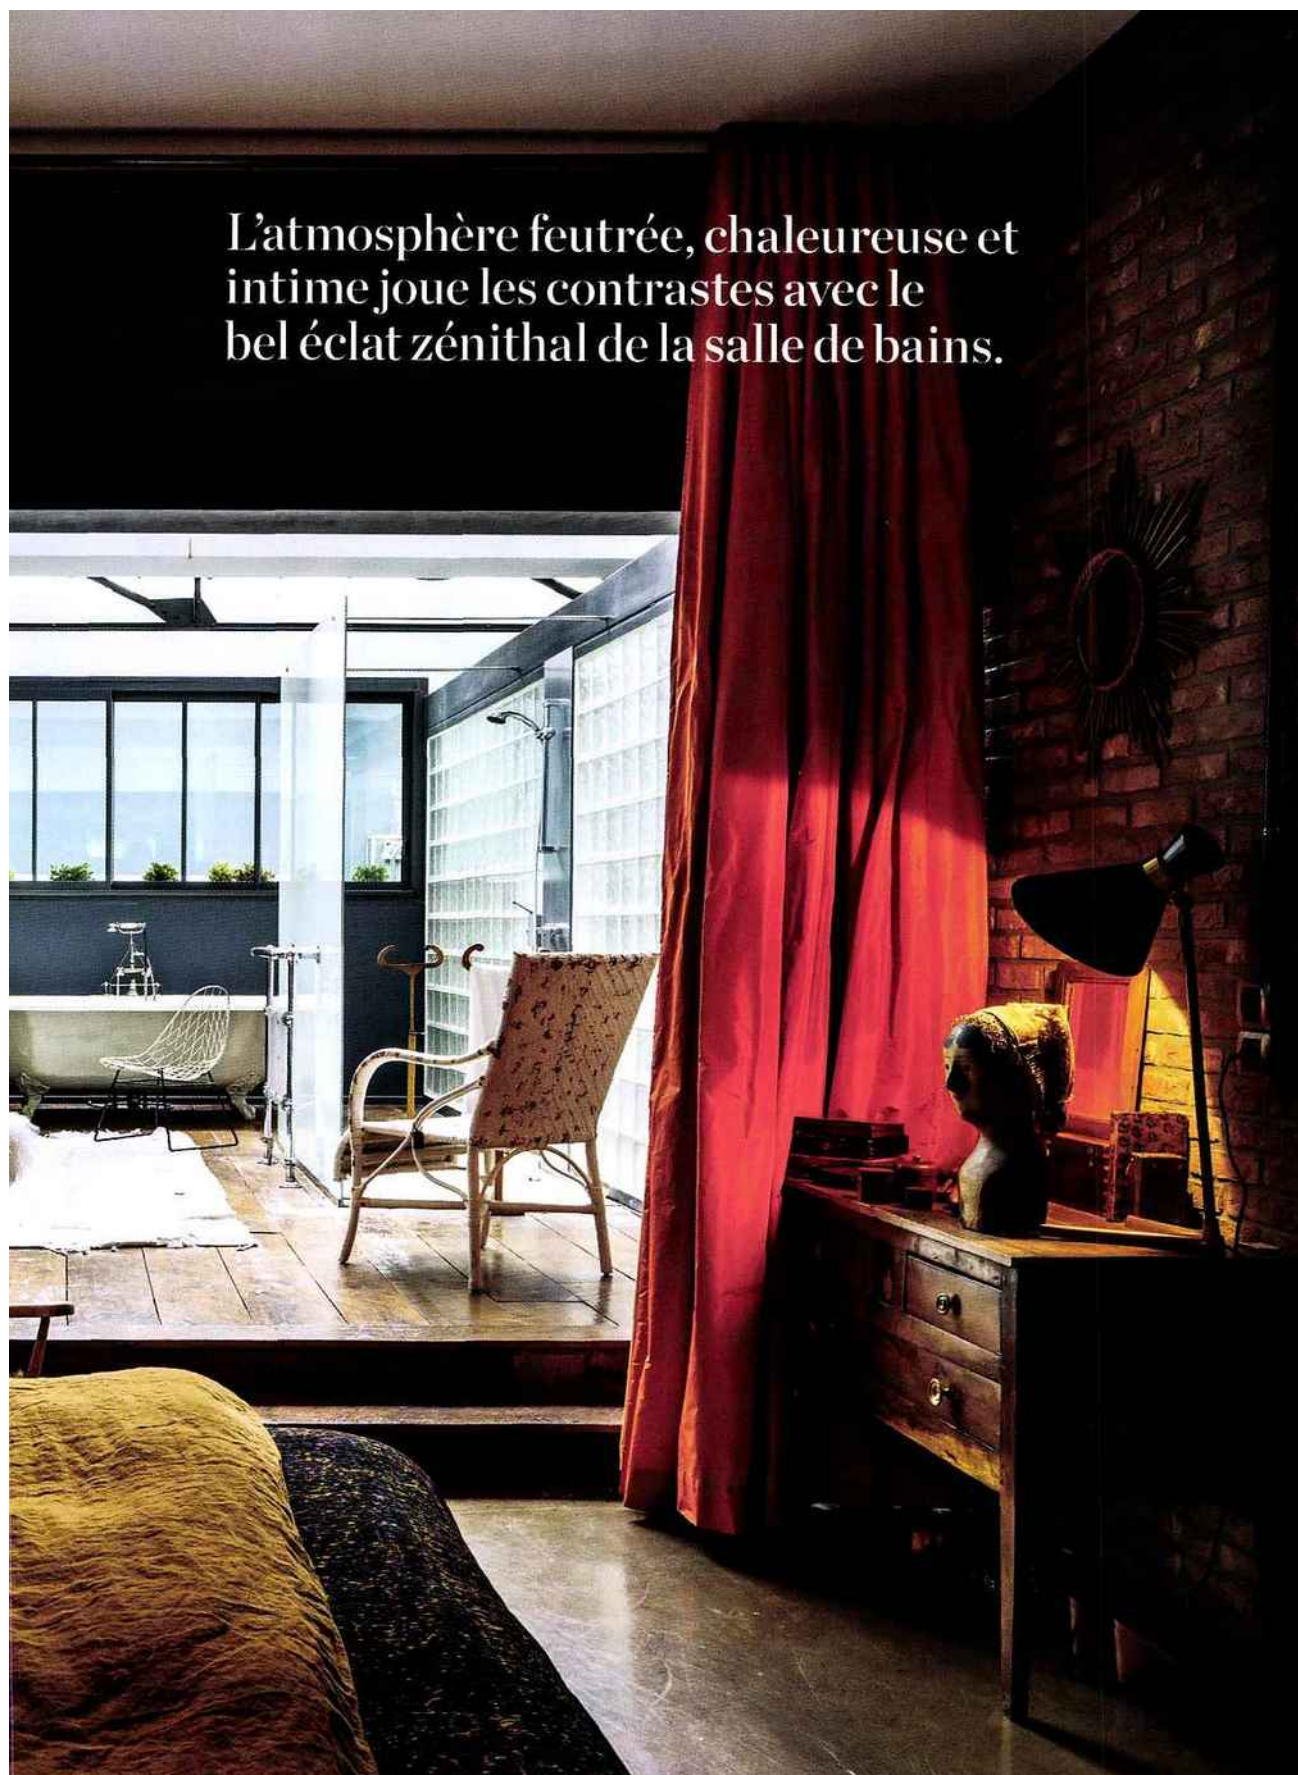 L’atmosphère feutrée, chaleureuse et
intime joue les contrastes avec le
bel éclat zénithal de la salle de bains.